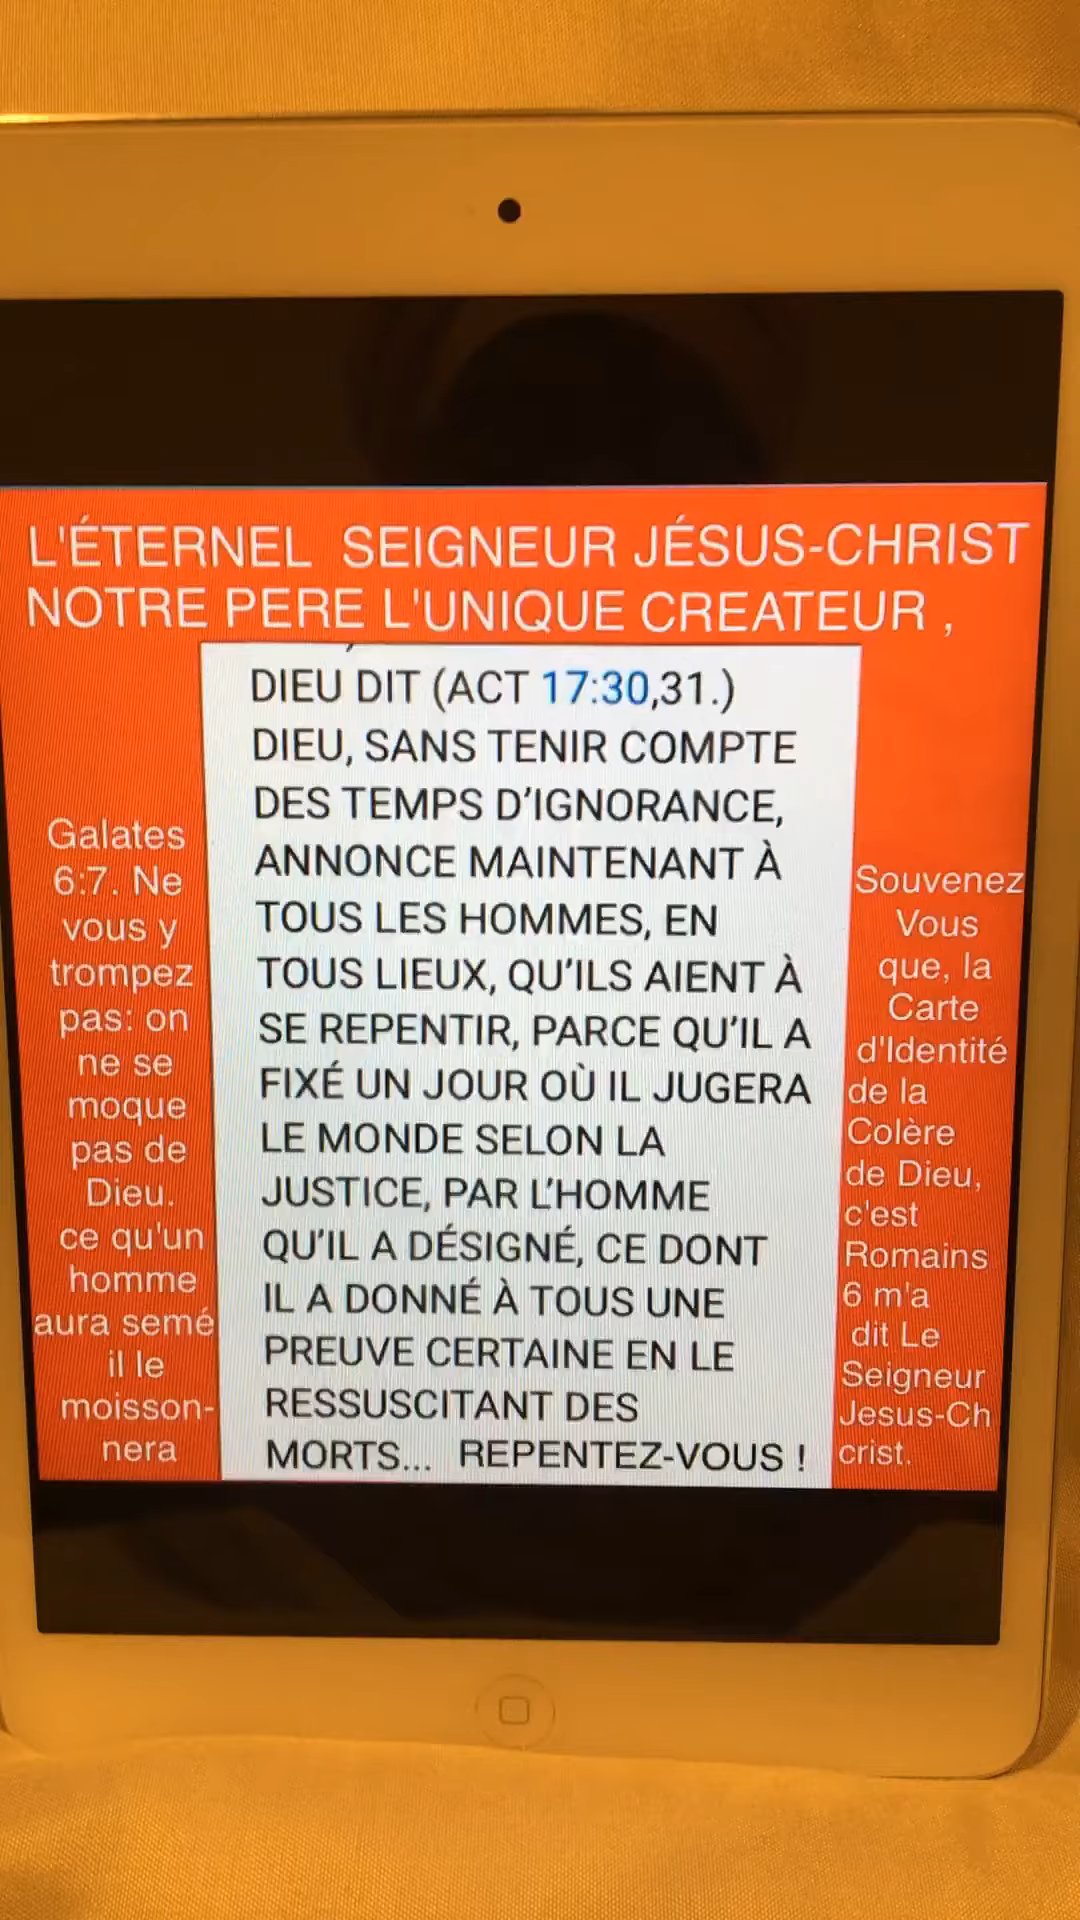 L'ÉTERNEL SEIGNEUR JÉSUS-CHRIST
NOTRE PERE L'UNIQUE CREATEUR ,
DIEU DIT (ACT 17:30,31.)
DIEU, SANS TENIR COMPTE
DES TEMPS D'IGNORANCE,
ANNONCE MAINTENANT À
TOUS LES HOMMES, EN
TOUS LIEUX, QU'ILS AIENT À
SE REPENTIR, PARCE QU'IL A
FIXÉ UN JOUR OÙ IL JUGERA
LE MONDE SELON LA
JUSTICE, PAR L'HOMME
QU'IL A DÉSIGNÉ, CE DONT
IL A DONNÉ À TOUS UNE
PREUVE CERTAINE EN LE
RESSUSCITANT DES
MORTS... REPENTEZ-VOUS !
Galates
6:7. Ne
vous y
trompez
pas: on
ne se
moque
pas de
Dieu.
ce qu'un
homme
aura semé
il le
moisson-
nera
Souvenez
Vous
que, la
Carte
d'Identité
de la
Colère
de Dieu,
c'est
Romains
6 m'a
dit Le
Seigneur
Jesus-Ch
crist.